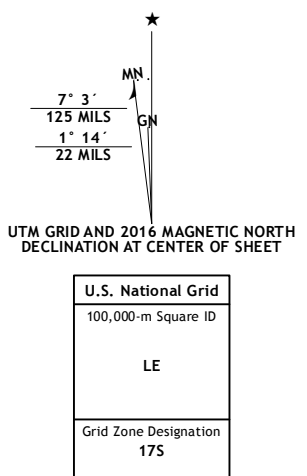 MN
7° 3´
125 MILS
GN
1° 14´
22 MILS
UTM GRID AND 2016 MAGNETIC NORTH
DECLINATION AT CENTER OF SHEET
U.S. National Grid
100,000-m Square ID
LE
Grid Zone Designation
17S